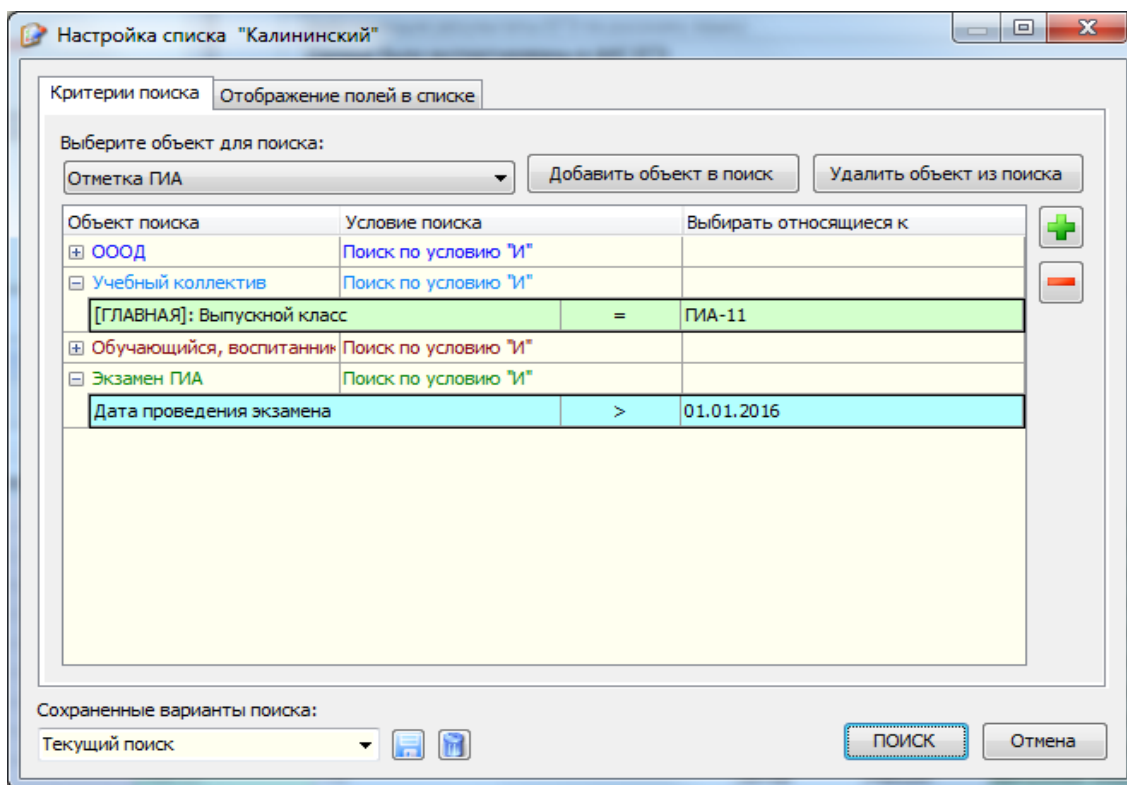 Настройка списка "Калининский"
Критерии поиска Отображение полей в списке
Выберите объект для поиска:
Отметка ГИА Добавить объект в поиск Удалить объект из поиска
Объект поиска Условие поиска Выбирать относящиеся к
ОООД Поиск по условию "И"
Учебный коллектив Поиск по условию "И"
[ГЛАВНАЯ]: Выпускной класс = ГИА-11
Обучающийся, воспитанник Поиск по условию "И"
Экзамен ГИА Поиск по условию "И"
Дата проведения экзамена > 01.01.2016
Сохраненные варианты поиска:
Текущий поиск ПОИСК Отмена